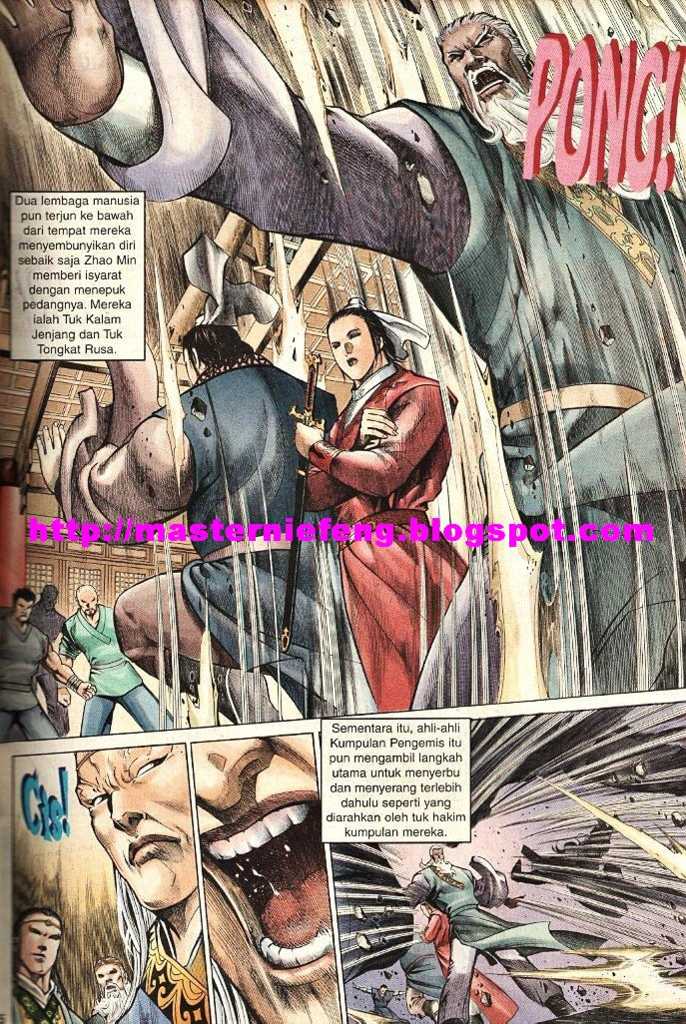 PONG!
Dua lembaga manusia
pun terjun ke bawah
dari tempat mereka
menyembunyikan diri
sebaik saja Zhao Min
memberi isyarat
dengan menepuk
pedangnya. Mereka
ialah Tuk Kalam
Jenjang dan Tuk
Tongkat Rusa.
http://masterniefeng.blogspot.com
Cis!
Sementara itu, ahli-ahli
Kumpulan Pengemis itu
pun mengambil langkah
utama untuk menyerbu
dan menyerang terlebih
dahulu seperti yang
diarahkan oleh tuk hakim
kumpulan mereka.